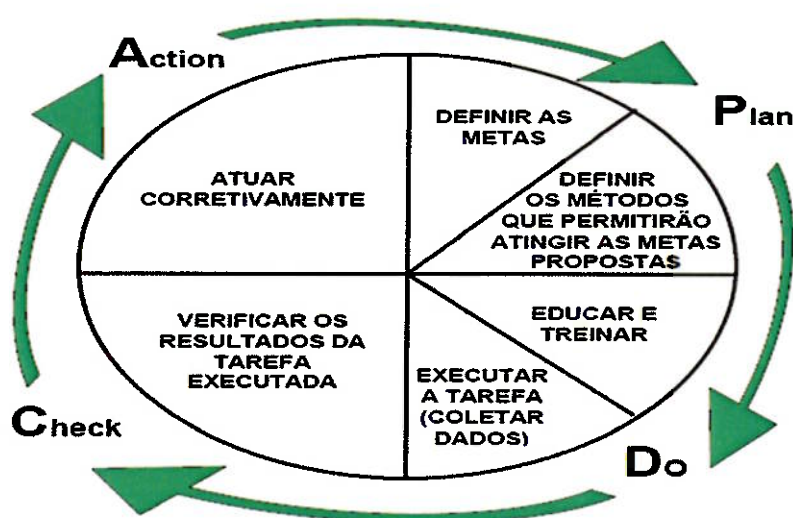 Action
Plan
DEFINIR AS
METAS
ATUAR
CORRETIVAMENTE
DEFINIR
OS MÉTODOS
QUE PERMITIRÃO
ATINGIR AS METAS
PROPOSTAS
VERIFICAR OS
RESULTADOS DA
TAREFA
EXECUTADA
EDUCAR E
TREINAR
EXECUTAR
A TAREFA
(COLETAR
DADOS)
Check
Do